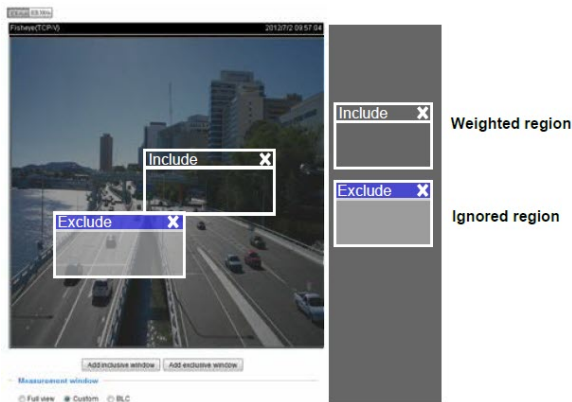 Fisheye(TCP-V) 2012/7/2 09:57:04
Include X
Exclude X
Include X
Weighted region
Exclude X
Ignored region
Add inclusive window Add exclusive window
Measurement window
Full view Custom BLC